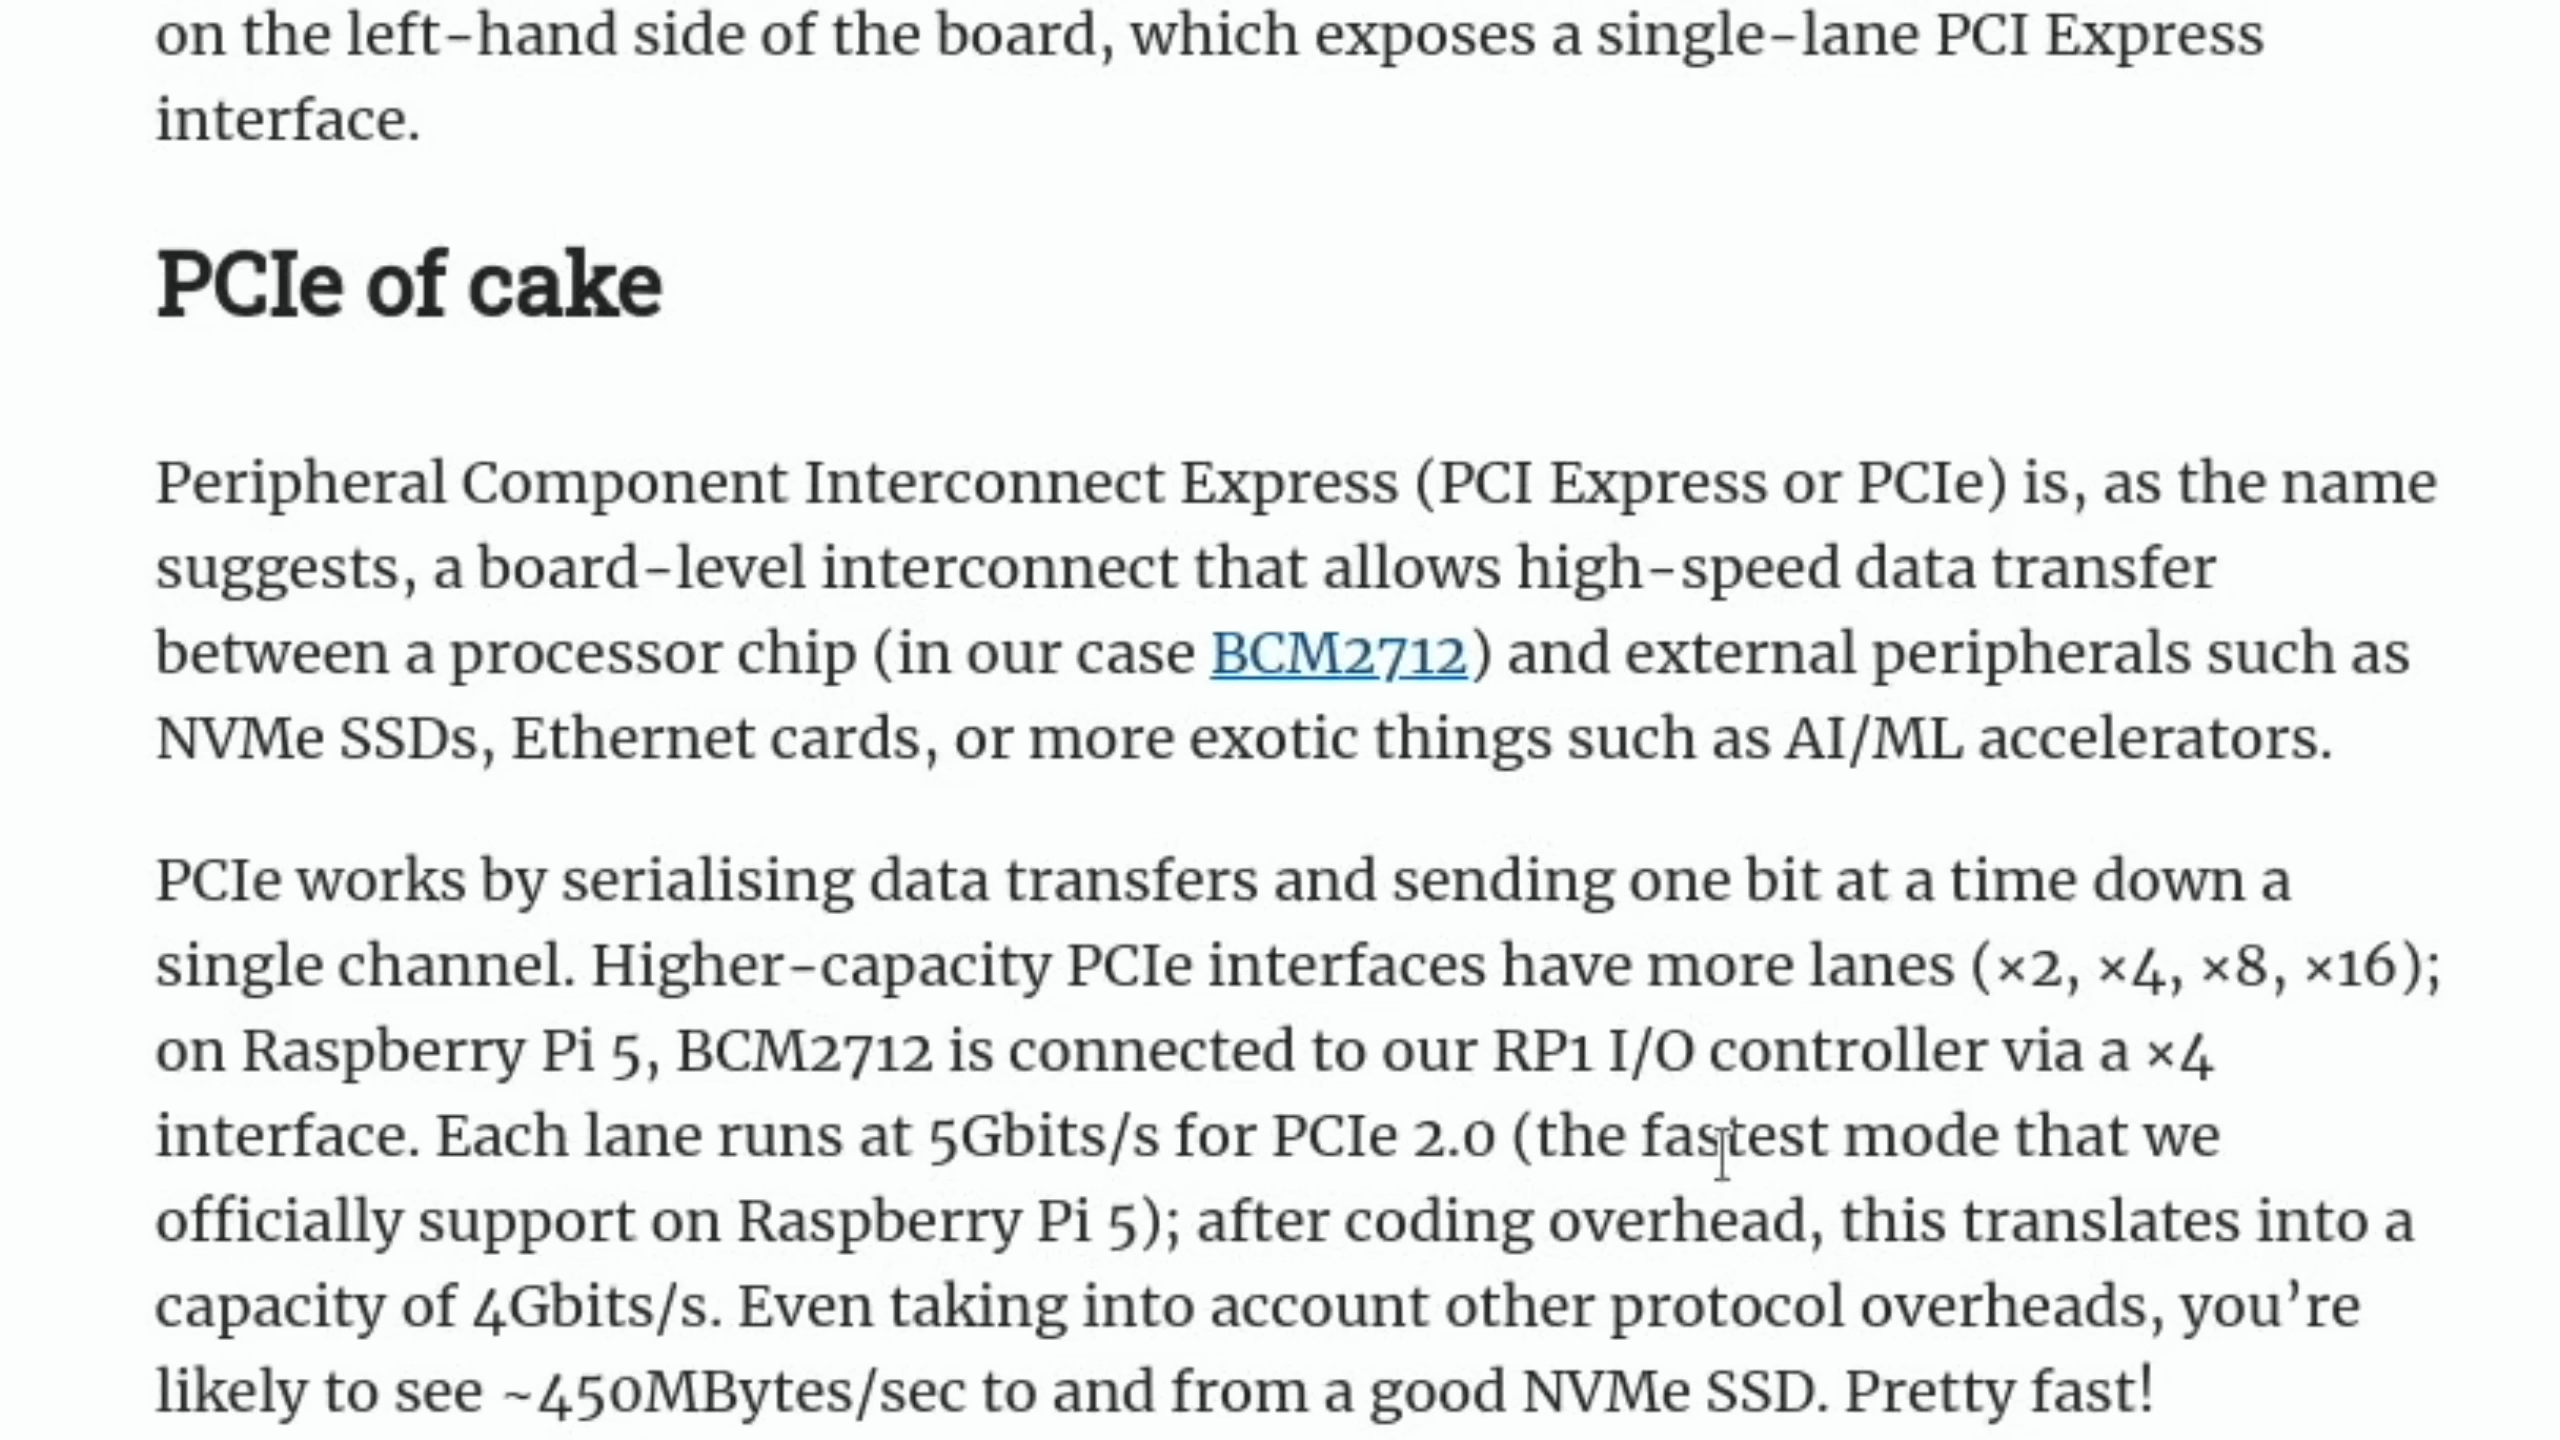 on the left-hand side of the board, which exposes a single-lane PCI Express
interface.
PCIe of cake
Peripheral Component Interconnect Express (PCI Express or PCIe) is, as the name
suggests, a board-level interconnect that allows high-speed data transfer
between a processor chip (in our case BCM2712) and external peripherals such as
NVMe SSDs, Ethernet cards, or more exotic things such as AI/ML accelerators.
PCIe works by serialising data transfers and sending one bit at a time down a
single channel. Higher-capacity PCIe interfaces have more lanes (×2, ×4, ×8, ×16);
on Raspberry Pi 5, BCM2712 is connected to our RP1 I/O controller via a ×4
interface. Each lane runs at 5Gbits/s for PCIe 2.0 (the fastest mode that we
officially support on Raspberry Pi 5); after coding overhead, this translates into a
capacity of 4Gbits/s. Even taking into account other protocol overheads, you’re
likely to see ~450MBytes/sec to and from a good NVMe SSD. Pretty fast!